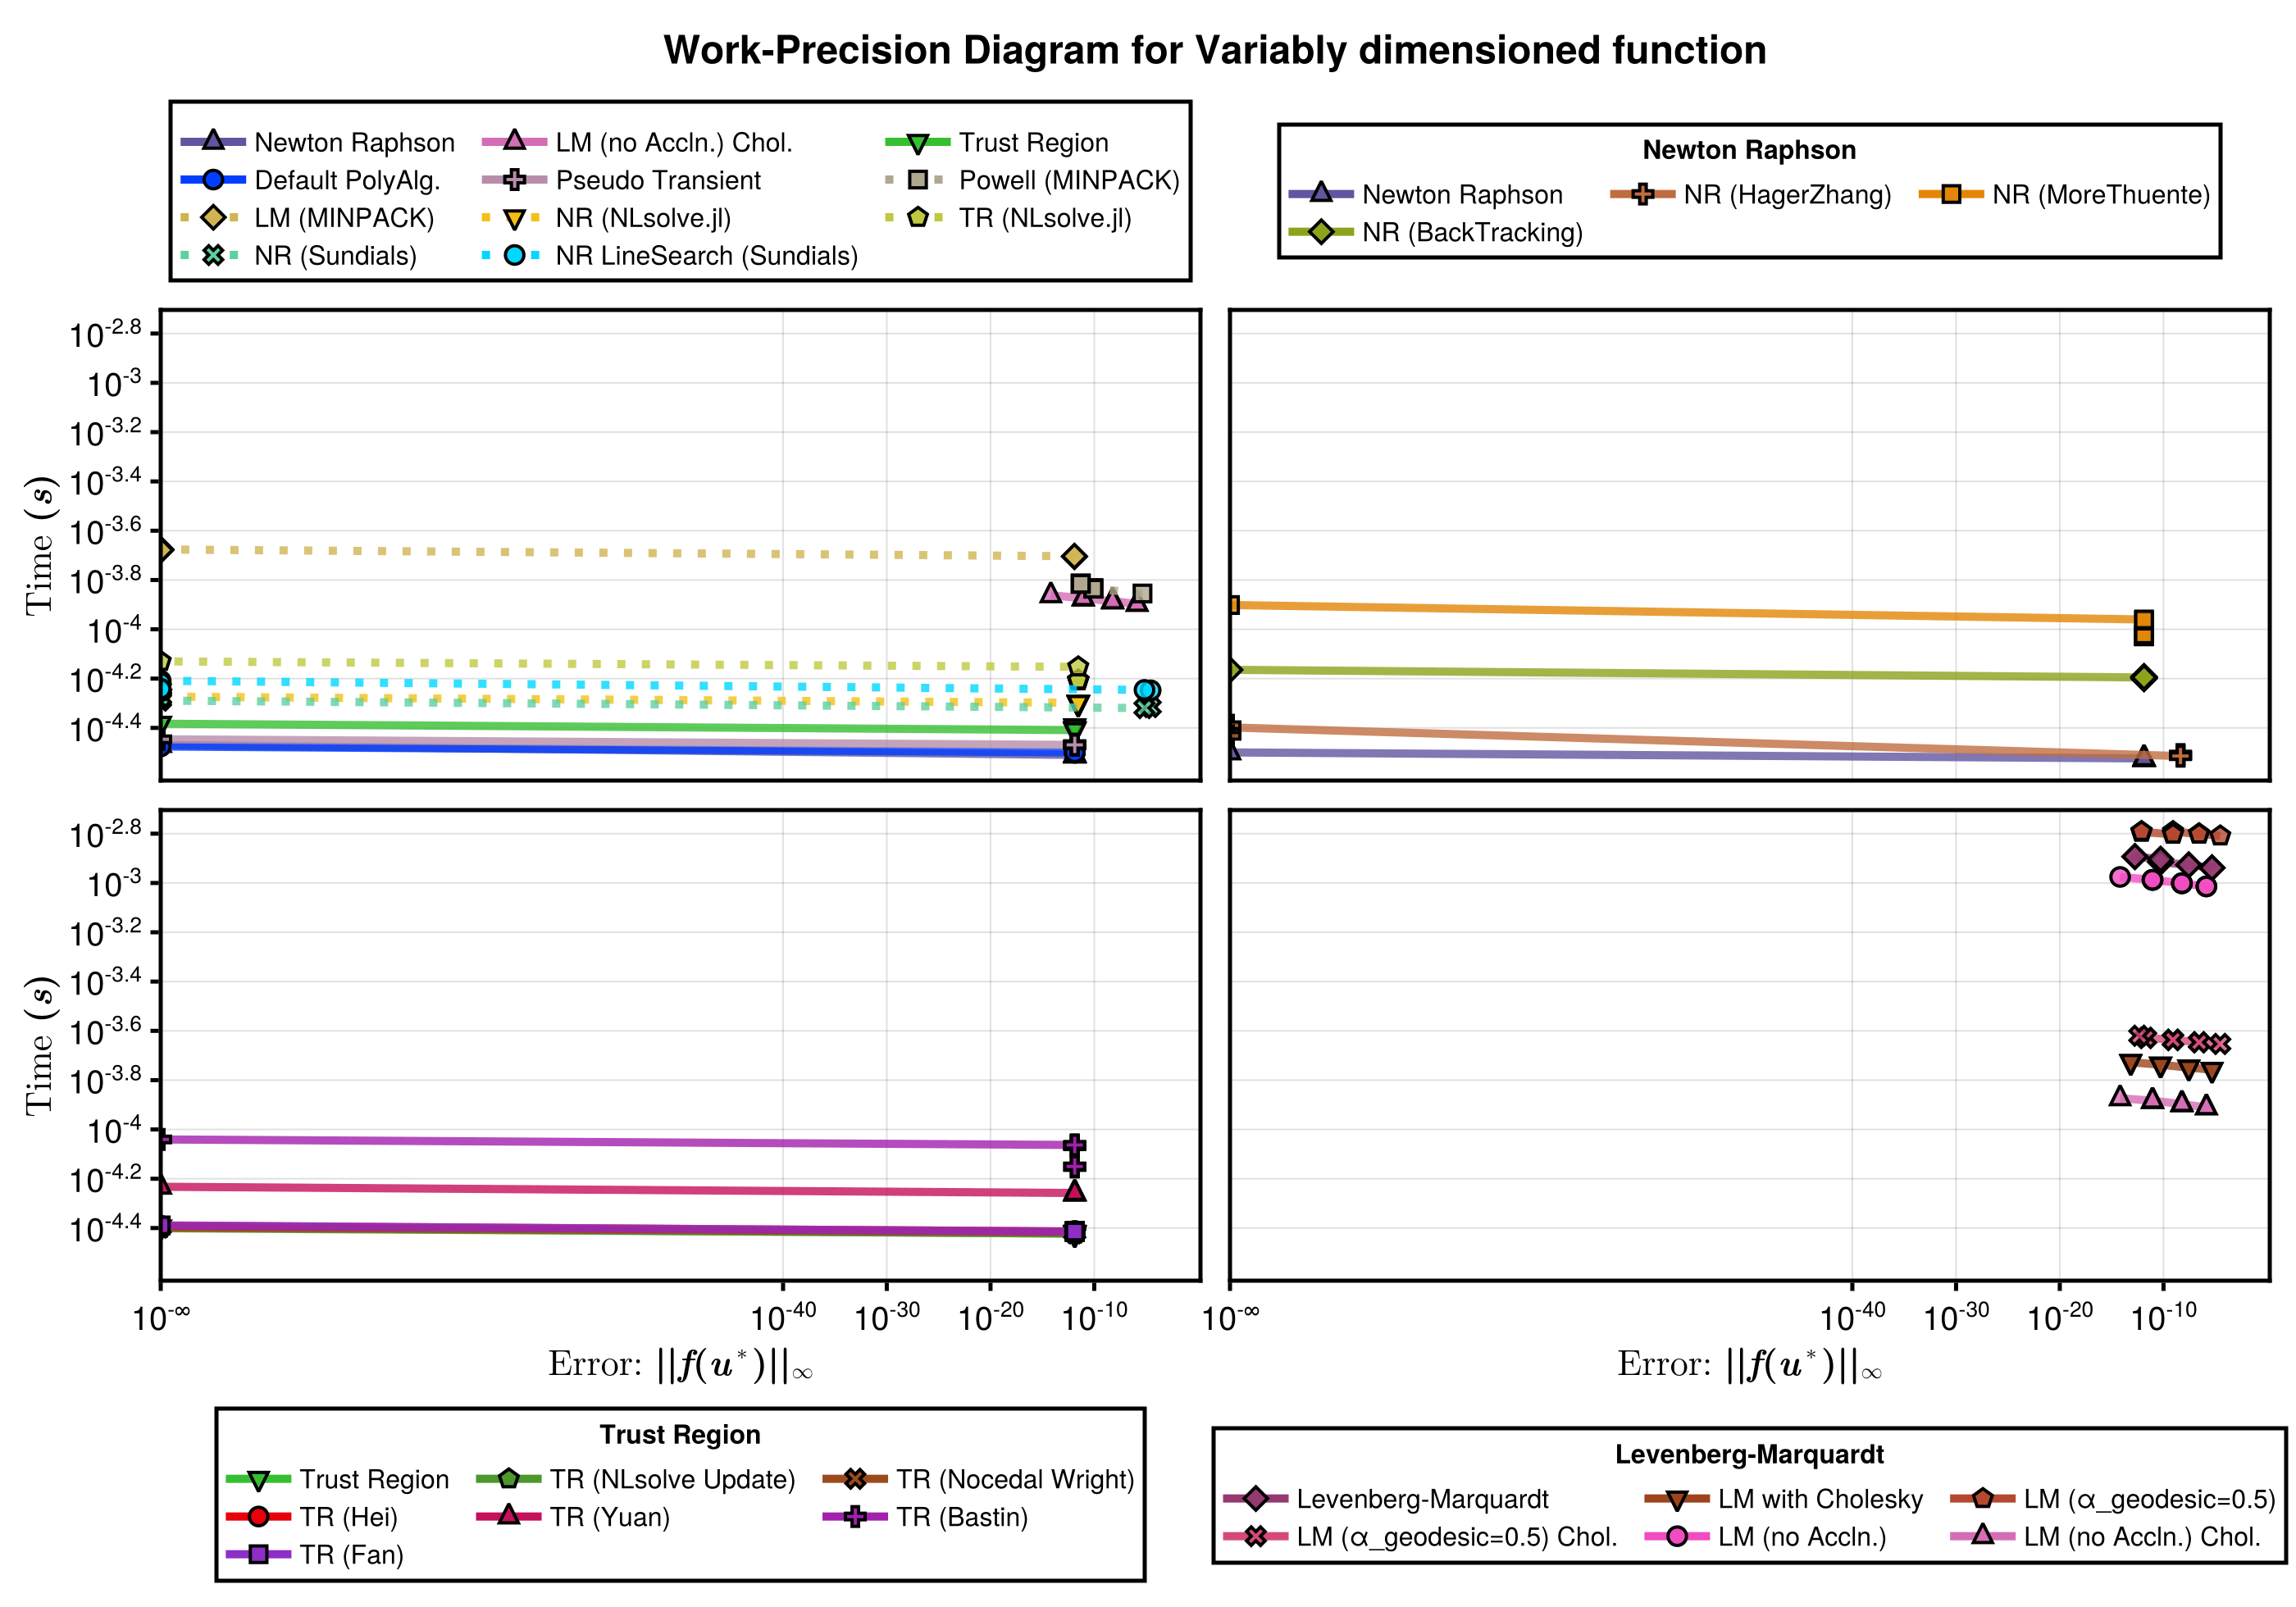 Work-Precision Diagram for Variably dimensioned function
Newton Raphson LM (no Accln.) Chol. Trust Region
Default PolyAlg. Pseudo Transient Powell (MINPACK)
LM (MINPACK) NR (NLsolve.jl) TR (NLsolve.jl)
NR (Sundials) NR LineSearch (Sundials)
Newton Raphson
Newton Raphson NR (HagerZhang) NR (MoreThuente)
NR (BackTracking)
Time (s)
10^-2.8
10^-3
10^-3.2
10^-3.4
10^-3.6
10^-3.8
10^-4
10^-4.2
10^-4.4
Time (s)
10^-2.8
10^-3
10^-3.2
10^-3.4
10^-3.6
10^-3.8
10^-4
10^-4.2
10^-4.4
10^-∞ 10^-40 10^-30 10^-20 10^-10
Error: ||f(u*)||∞
10^-∞ 10^-40 10^-30 10^-20 10^-10
Error: ||f(u*)||∞
Trust Region
Trust Region TR (NLsolve Update) TR (Nocedal Wright)
TR (Hei) TR (Yuan) TR (Bastin)
TR (Fan)
Levenberg-Marquardt
Levenberg-Marquardt LM with Cholesky LM (α_geodesic=0.5)
LM (α_geodesic=0.5) Chol. LM (no Accln.) LM (no Accln.) Chol.